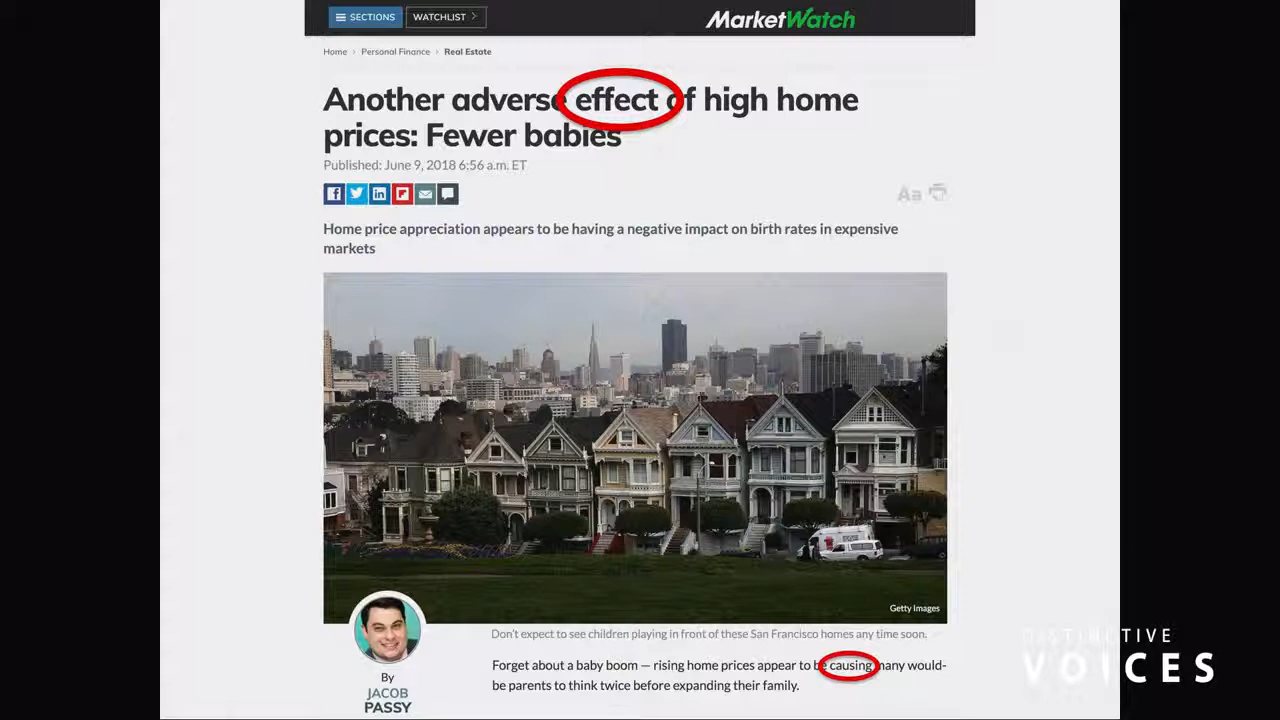 SECTIONS WATCHLIST > MarketWatch
Home > Personal Finance > Real Estate
Another adverse effect of high home
prices: Fewer babies
Published: June 9, 2018 6:56 a.m. ET
Aa
Home price appreciation appears to be having a negative impact on birth rates in expensive
markets
Getty Images
Don't expect to see children playing in front of these San Francisco homes any time soon.
Forget about a baby boom — rising home prices appear to be causing many would-
be parents to think twice before expanding their family.
By
JACOB
PASSY
DISTINCTIVE
VOICES